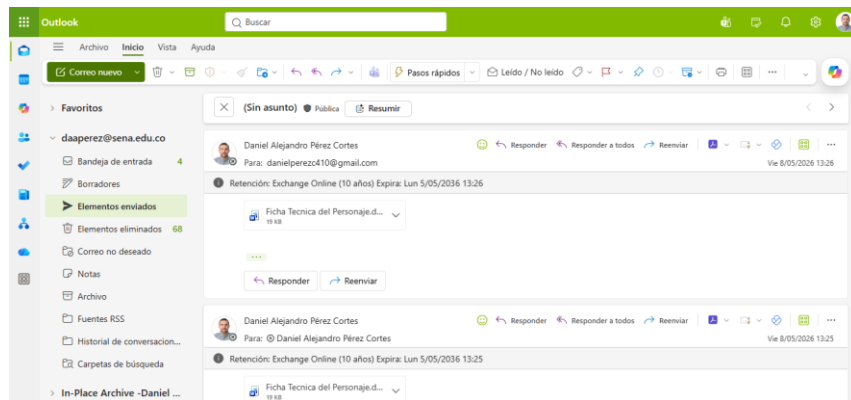 Outlook
Buscar
Archivo Inicio Vista Ayuda
Correo nuevo
Pasos rápidos
Leído / No leído
Favoritos
(Sin asunto) Pública Resumir
daaperez@sena.edu.co
Bandeja de entrada 4
Borradores
Elementos enviados
Elementos eliminados 68
Correo no deseado
Notas
Archivo
Fuentes RSS
Historial de conversacion...
Carpetas de búsqueda
In-Place Archive -Daniel ...
Daniel Alejandro Pérez Cortes
Responder Responder a todos Reenviar
Para: danielperezc410@gmail.com
Vie 8/05/2026 13:26
Retención: Exchange Online (10 años) Expira: Lun 5/05/2036 13:26
Ficha Tecnica del Personaje.d...
19 KB
Responder Reenviar
Daniel Alejandro Pérez Cortes
Responder Responder a todos Reenviar
Para: Daniel Alejandro Pérez Cortes
Vie 8/05/2026 13:25
Retención: Exchange Online (10 años) Expira: Lun 5/05/2036 13:25
Ficha Tecnica del Personaje.d...
19 KB